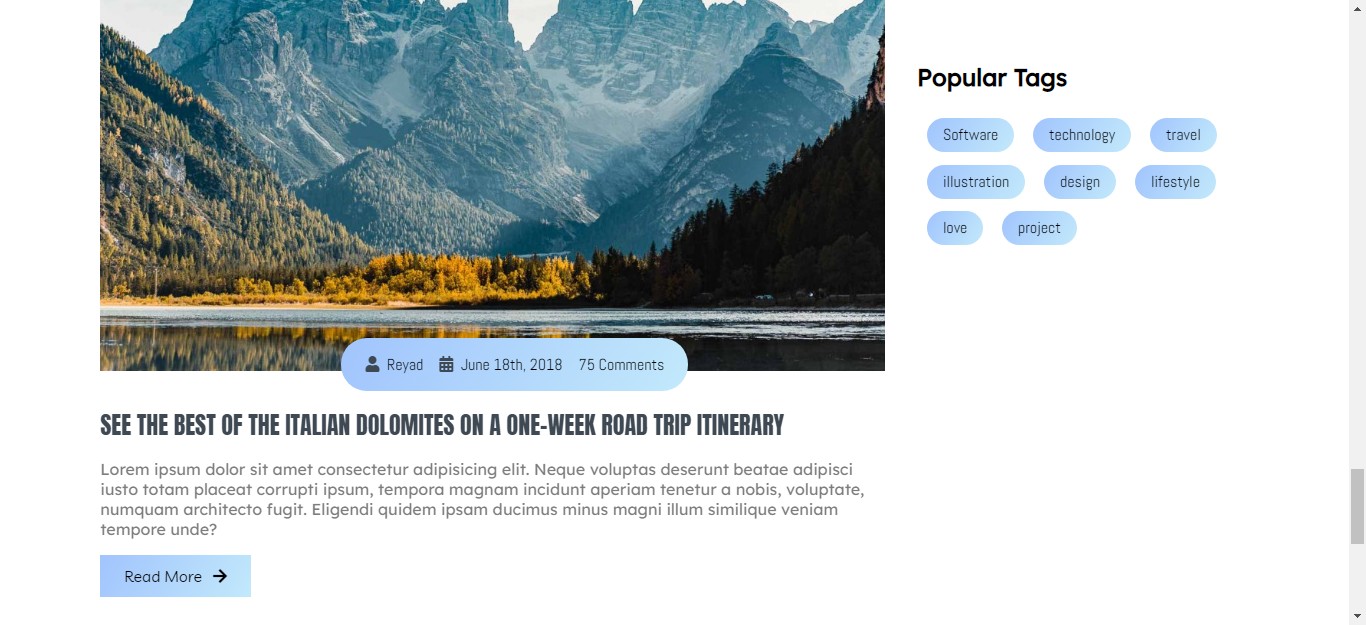 Popular Tags
Software technology travel
illustration design lifestyle
love project
Reyad June 18th, 2018 75 Comments
SEE THE BEST OF THE ITALIAN DOLOMITES ON A ONE-WEEK ROAD TRIP ITINERARY
Lorem ipsum dolor sit amet consectetur adipisicing elit. Neque voluptas deserunt beatae adipisci
iusto totam placeat corrupti ipsum, tempora magnam incidunt aperiam tenetur a nobis, voluptate,
numquam architecto fugit. Eligendi quidem ipsam ducimus minus magni illum similique veniam
tempore unde?
Read More